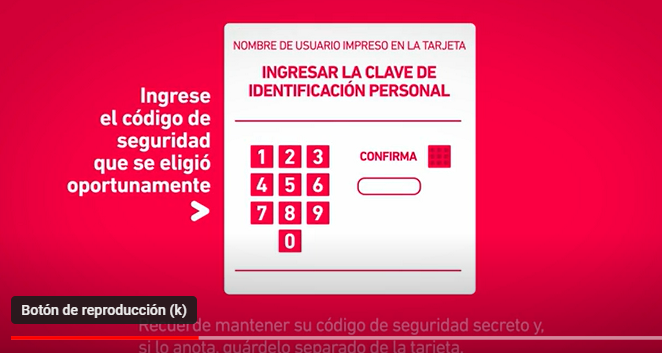 NOMBRE DE USUARIO IMPRESO EN LA TARJETA
INGRESAR LA CLAVE DE
IDENTIFICACIÓN PERSONAL
Ingrese
el código de
seguridad
que se eligió
oportunamente
>
1 2 3
4 5 6
7 8 9
0
CONFIRMA
Botón de reproducción (k)
Recuerde mantener su código de seguridad secreto y,
si lo anota, guárdelo separado de la tarjeta.